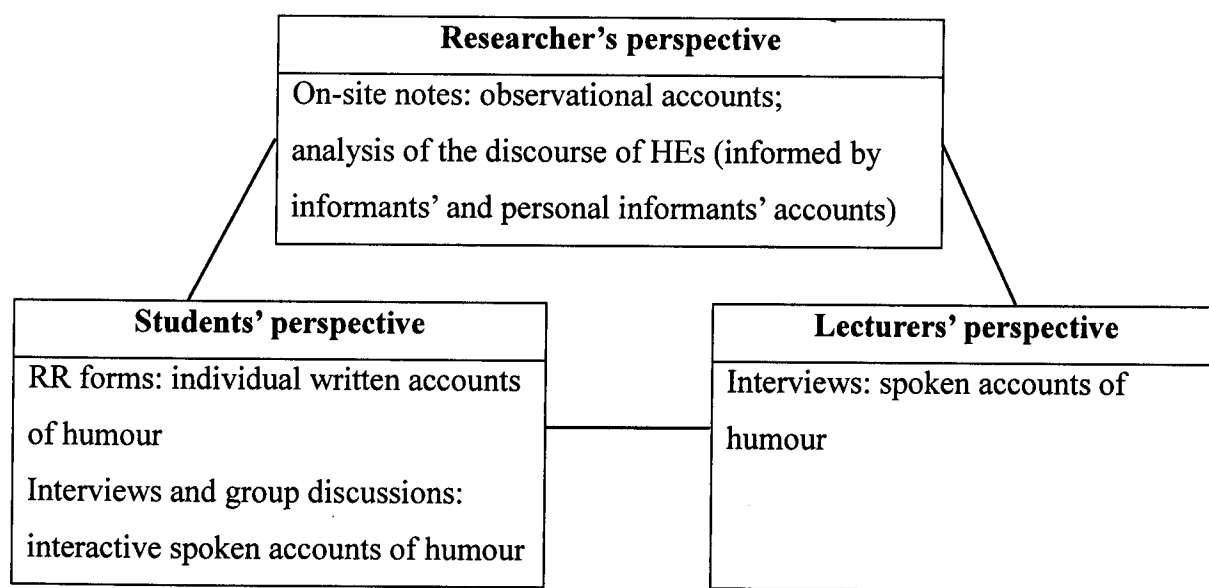 Researcher’s perspective
On-site notes: observational accounts;
analysis of the discourse of HEs (informed by
informants’ and personal informants’ accounts)
Students’ perspective
RR forms: individual written accounts
of humour
Interviews and group discussions:
interactive spoken accounts of humour
Lecturers’ perspective
Interviews: spoken accounts of
humour